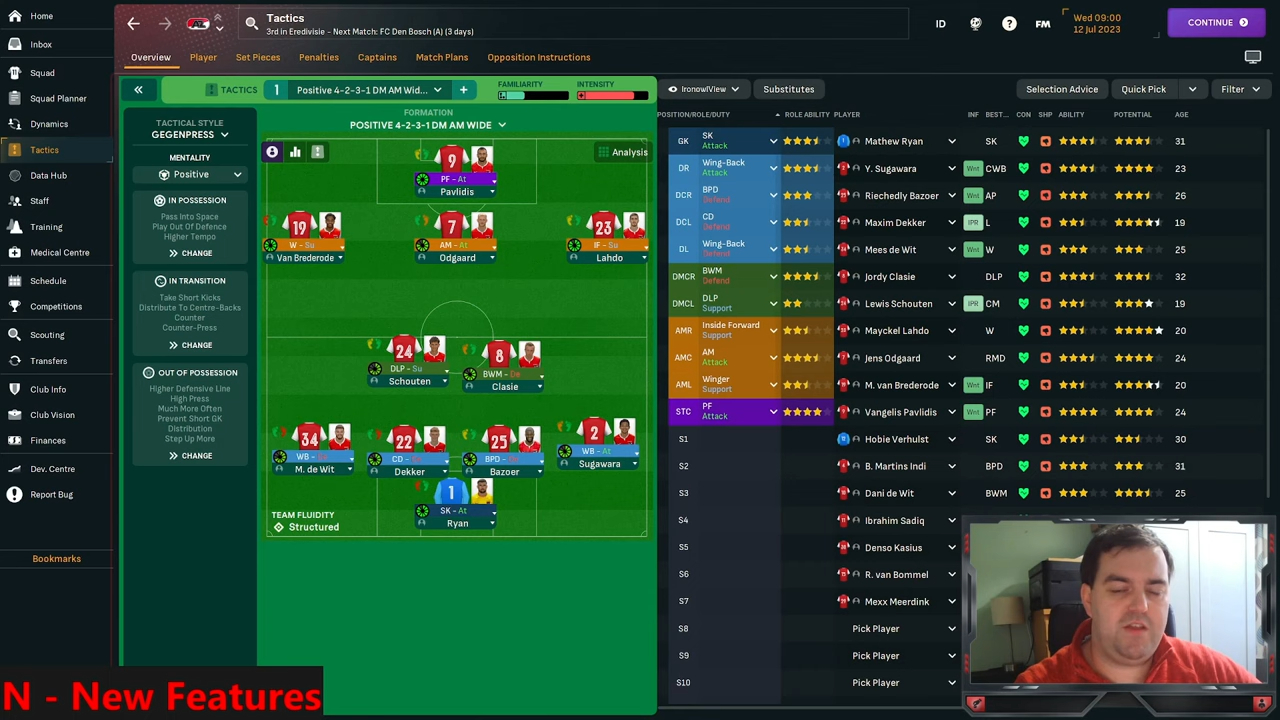 Home
Inbox
Squad
Squad Planner
Dynamics
Tactics
Data Hub
Staff
Training
Medical Centre
Schedule
Competitions
Scouting
Transfers
Club Info
Club Vision
Finances
Dev. Centre
Report Bug
Bookmarks
Tactics
3rd in Eredivisie - Next Match: FC Den Bosch (A) (3 days)
ID
FM
Wed 09:00
12 Jul 2023
CONTINUE
Overview Player Set Pieces Penalties Captains Match Plans Opposition Instructions
TACTICS 1 Positive 4-2-3-1 DM AM Wid... +
FAMILIARITY
INTENSITY
TACTICAL STYLE
GEGENPRESS
MENTALITY
Positive
IN POSSESSION
Pass Into Space
Play Out Of Defence
Higher Tempo
CHANGE
IN TRANSITION
Take Short Kicks
Distribute To Centre-Backs
Counter
Counter-Press
CHANGE
OUT OF POSSESSION
Higher Defensive Line
High Press
Much More Often
Prevent Short GK
Distribution
Step Up More
CHANGE
FORMATION
POSITIVE 4-2-3-1 DM AM WIDE
Analysis
9
PF - At
Pavlidis
19 7 23
W - Su AM - At IF - Su
Van Brederode Odgaard Lahdo
24 8
DLP - Su BWM - De
Schouten Clasie
34 22 25 2
WB - De CD - De BPD - De WB - At
M. de Wit Dekker Bazoer Sugawara
1
SK - At
Ryan
TEAM FLUIDITY
Structured
IronowlView Substitutes Selection Advice Quick Pick Filter
POSITION/ROLE/DUTY ROLE ABILITY PLAYER INF BEST... CON SHP ABILITY POTENTIAL AGE
GK SK Attack Mathew Ryan SK 31
DR Wing-Back Attack Y. Sugawara Wnt CWB 23
DCR BPD Defend Riechedly Bazoer Wnt AP 26
DCL CD Defend Maxim Dekker IPR L 19
DL Wing-Back Defend Mees de Wit Wnt W 25
DMCR BWM Defend Jordy Clasie DLP 32
DMCL DLP Support Lewis Schouten IPR CM 19
AMR Inside Forward Support Mayckel Lahdo W 20
AMC AM Attack Jens Odgaard RMD 24
AML Winger Support M. van Brederode Wnt IF 20
STC PF Attack Vangelis Pavlidis Wnt PF 24
S1 Hobie Verhulst SK 30
S2 B. Martins Indi BPD 31
S3 Dani de Wit BWM 25
S4 Ibrahim Sadiq
S5 Denso Kasius
S6 R. van Bommel
S7 Mexx Meerdink
S8 Pick Player
S9 Pick Player
S10 Pick Player
N - New Features